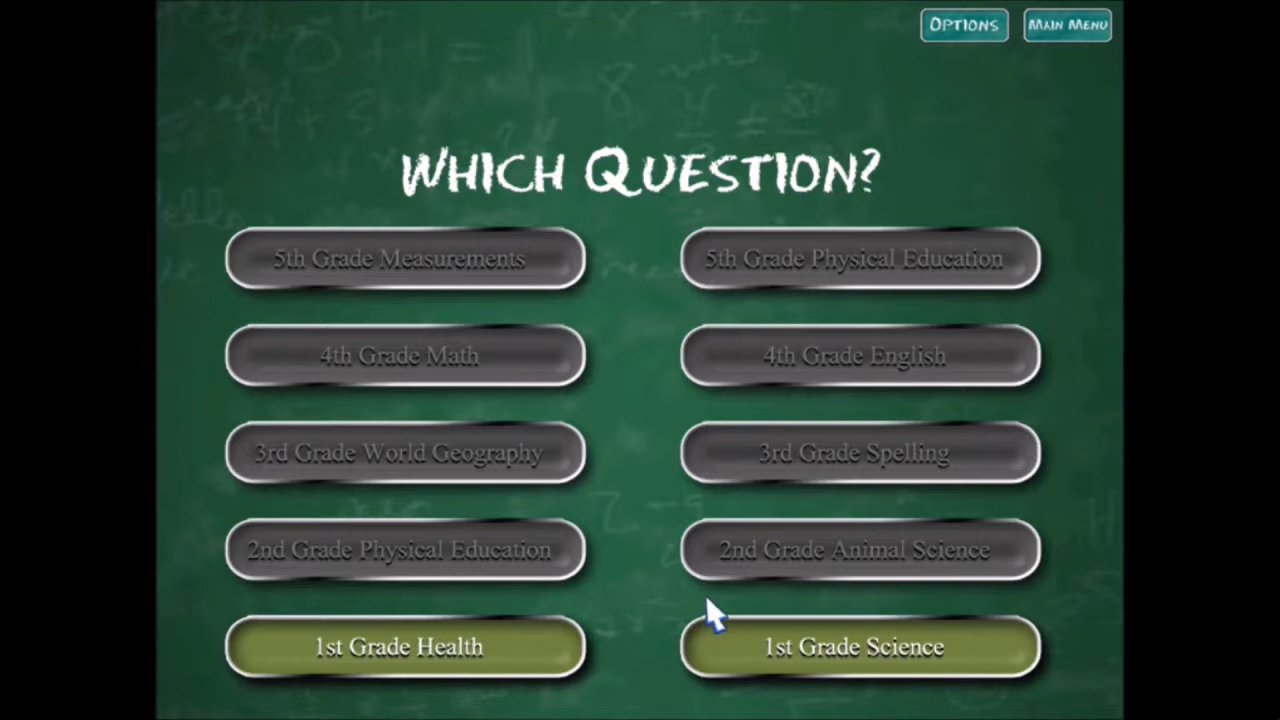 Options
Main Menu
Which Question?
5th Grade Measurements
5th Grade Physical Education
4th Grade Math
4th Grade English
3rd Grade World Geography
3rd Grade Spelling
2nd Grade Physical Education
2nd Grade Animal Science
1st Grade Health
1st Grade Science